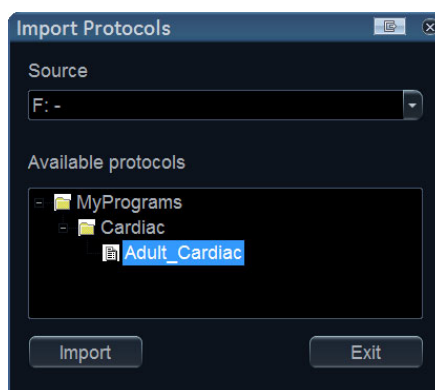 Import Protocols
Source
F: -
Available protocols
MyPrograms
Cardiac
Adult_Cardiac
Import Exit